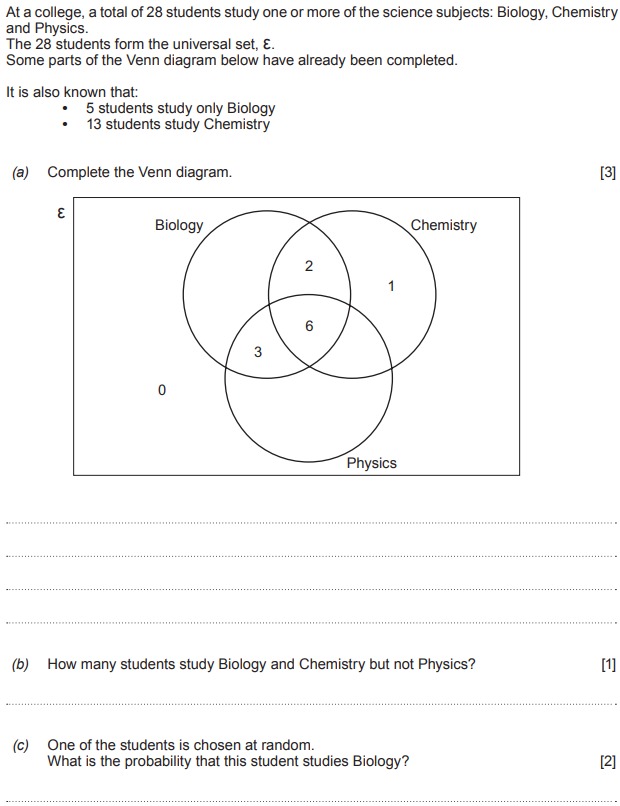 At a college, a total of 28 students study one or more of the science subjects: Biology, Chemistry
and Physics.
The 28 students form the universal set, Ɛ.
Some parts of the Venn diagram below have already been completed.
It is also known that:
• 5 students study only Biology
• 13 students study Chemistry
(a) Complete the Venn diagram. [3]
Ɛ
Biology Chemistry
2
1
6
3
0
Physics
(b) How many students study Biology and Chemistry but not Physics? [1]
(c) One of the students is chosen at random.
What is the probability that this student studies Biology? [2]